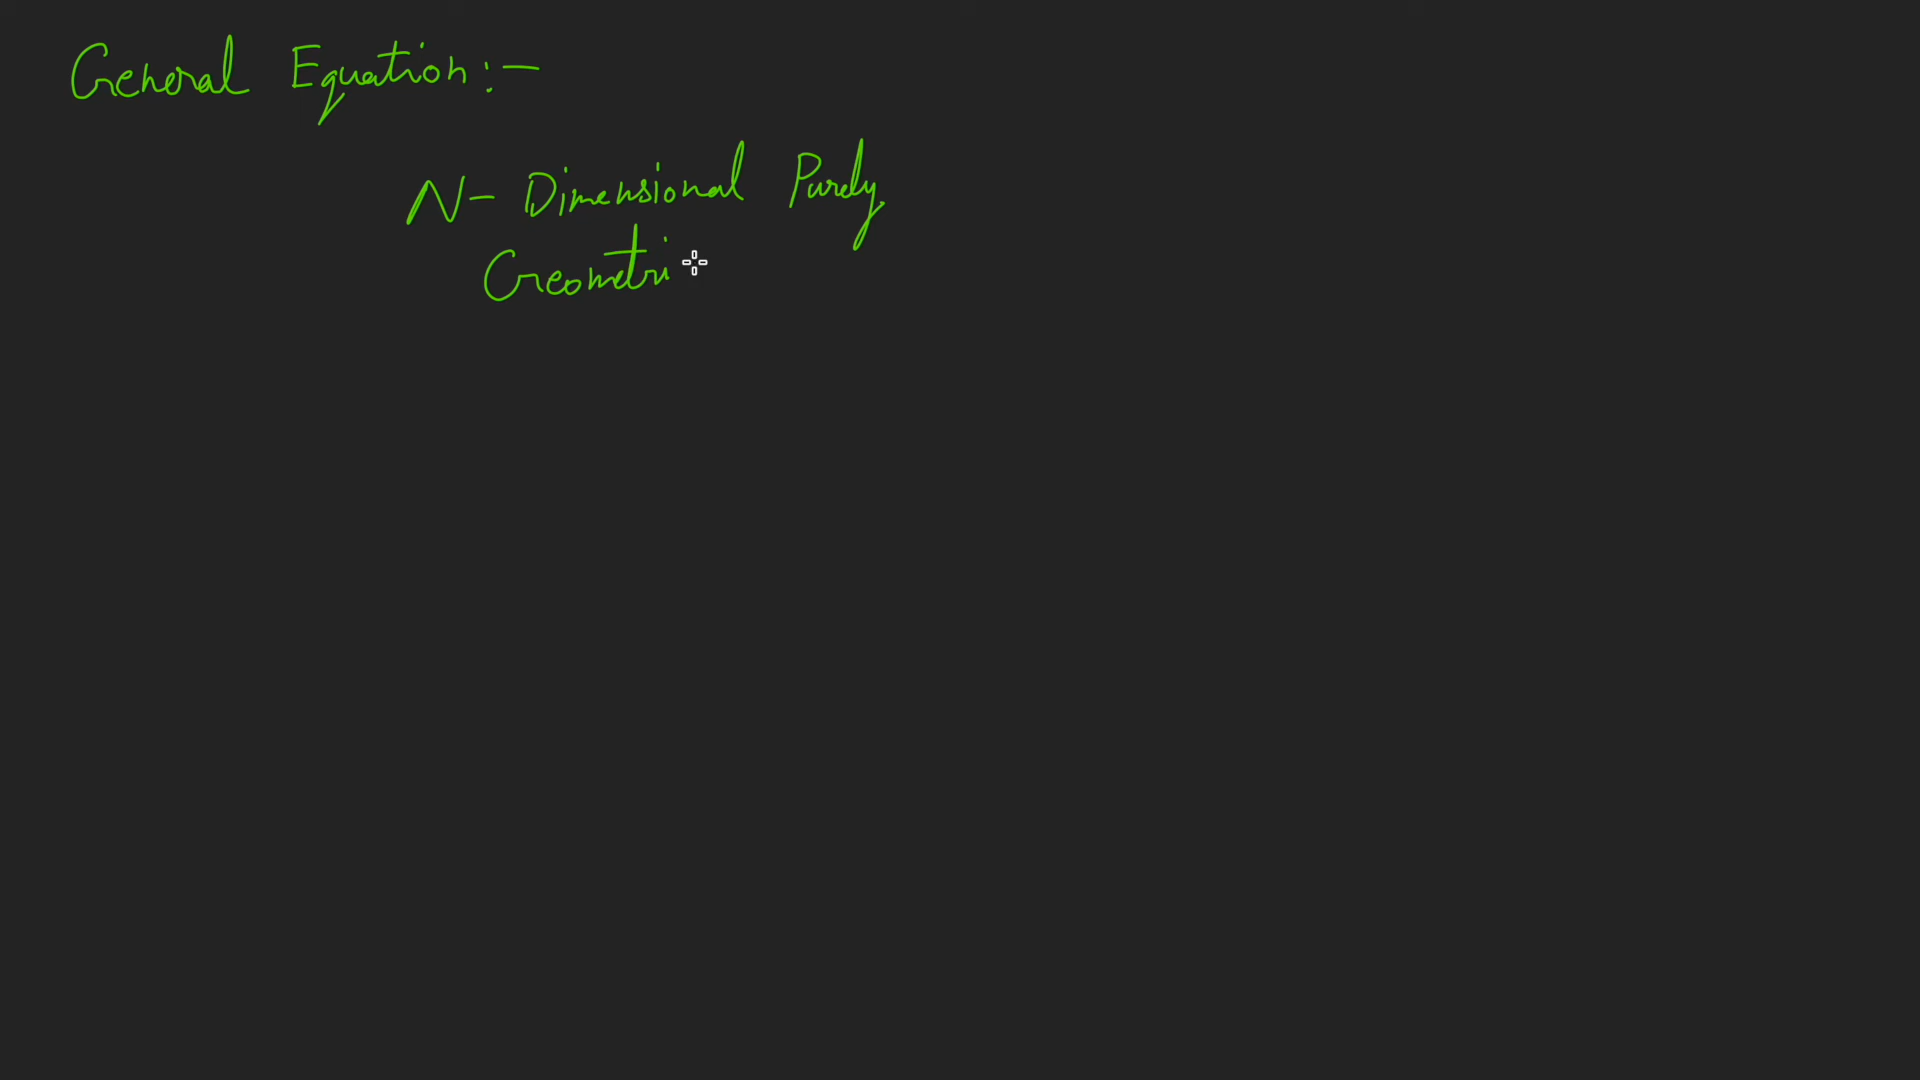 General Equation:-
N- Dimensional Purely
Geometri